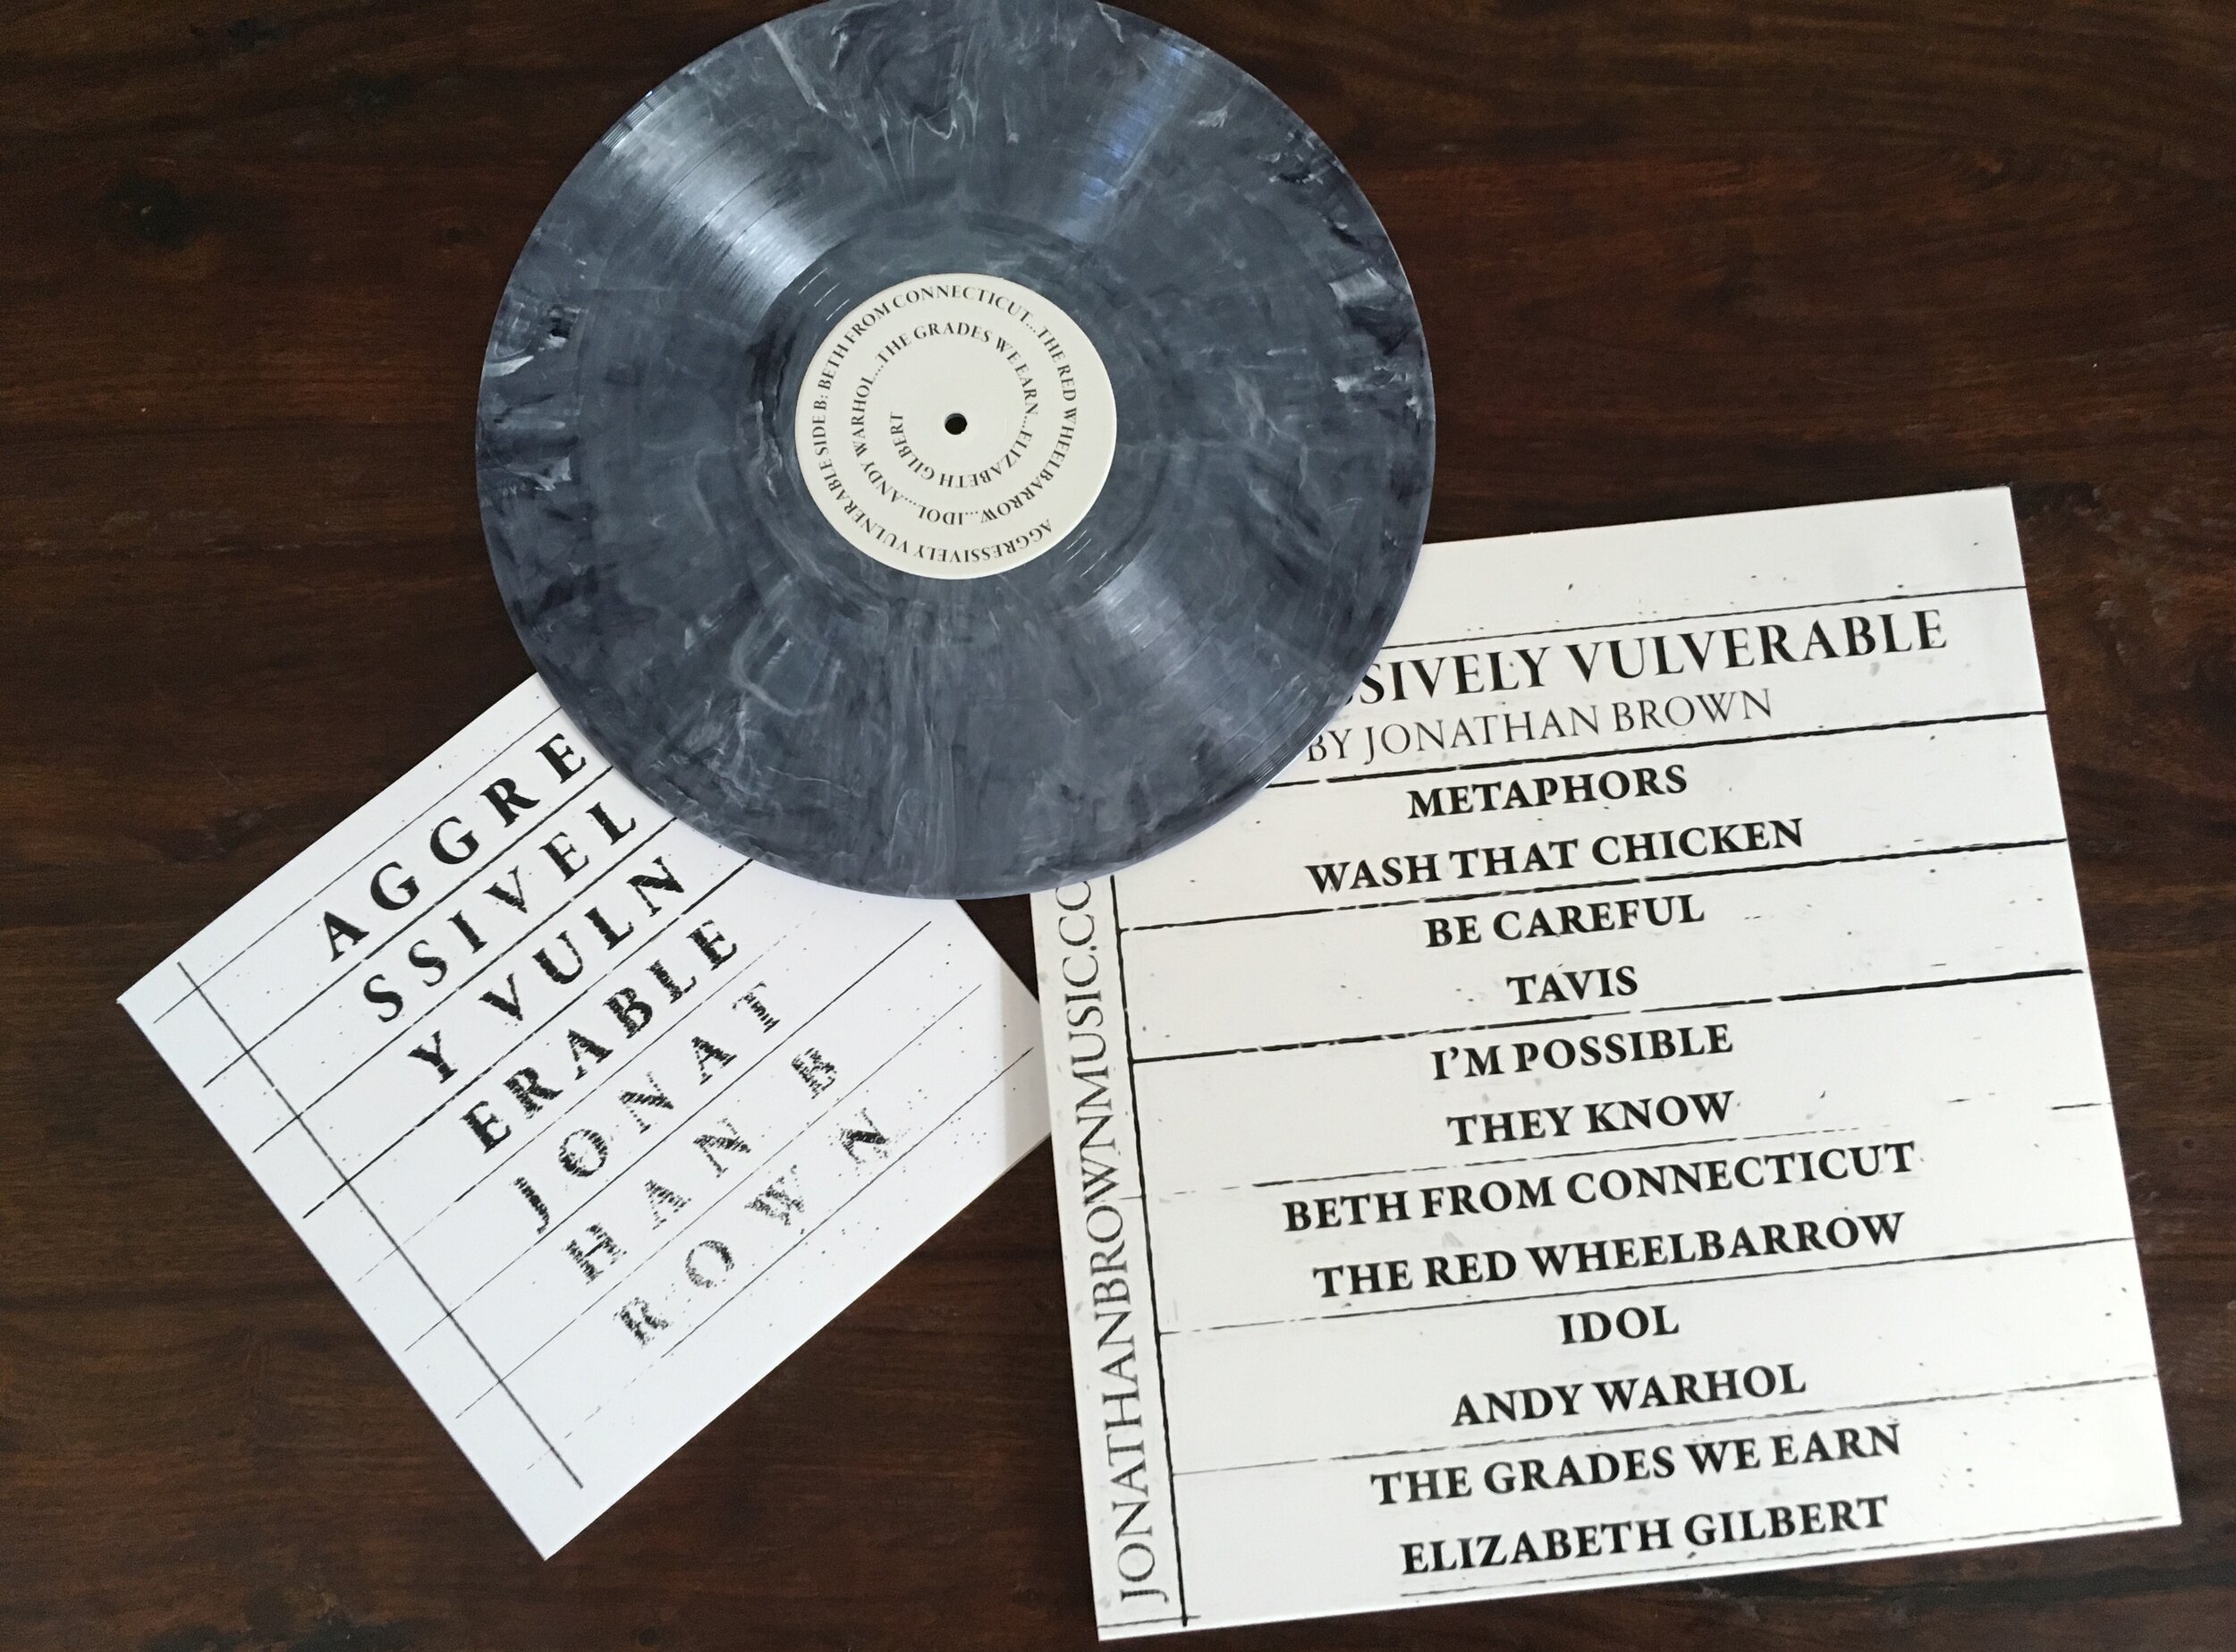 AGGRESSIVELY VULNERABLE SIDE B: BETH FROM CONNECTICUT...THE RED WHEELBARROW...IDOL...ANDY WARHOL...THE GRADES WE EARN...ELIZABETH GILBERT
AGGRE
SSIVEL
Y VULN
ERABLE
JONAT
HAN B
ROWN
SIVELY VULVERABLE
BY JONATHAN BROWN
METAPHORS
WASH THAT CHICKEN
BE CAREFUL
TAVIS
I'M POSSIBLE
THEY KNOW
BETH FROM CONNECTICUT
THE RED WHEELBARROW
IDOL
ANDY WARHOL
THE GRADES WE EARN
ELIZABETH GILBERT
JONATHANBROWNMUSIC.CO